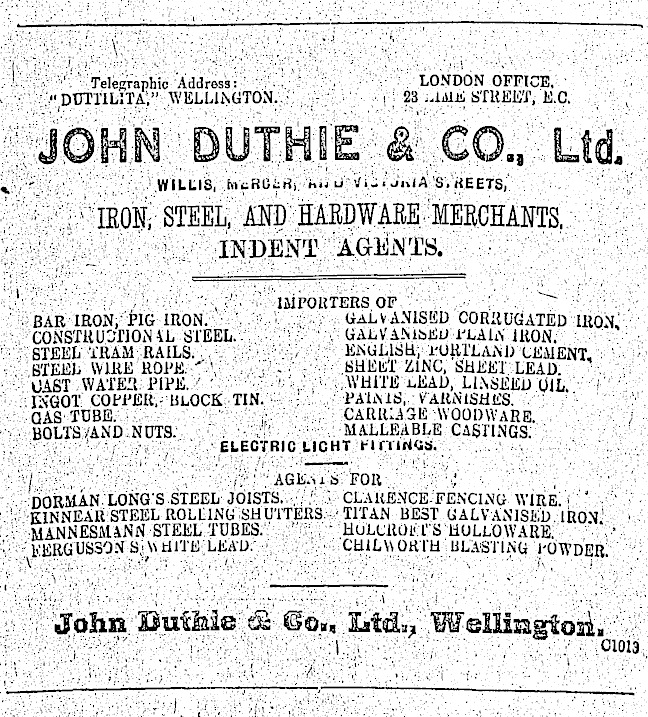 Telegraphic Address:
"DUTTILITA," WELLINGTON.
LONDON OFFICE,
23 LIME STREET, E.C.
JOHN DUTHIE & CO., Ltd.
WILLIS, MERCER, AND VICTORIA STREETS,
IRON, STEEL, AND HARDWARE MERCHANTS,
INDENT AGENTS.
IMPORTERS OF
BAR IRON, PIG IRON.
CONSTRUCTIONAL STEEL.
STEEL TRAM RAILS.
STEEL WIRE ROPE.
CAST WATER PIPE.
INGOT COPPER, BLOCK TIN.
GAS TUBE.
BOLTS AND NUTS.
GALVANISED CORRUGATED IRON,
GALVANISED PLAIN IRON.
ENGLISH, PORTLAND CEMENT,
SHEET ZINC, SHEET LEAD.
WHITE LEAD, LINSEED OIL.
PAINTS, VARNISHES.
CARRIAGE WOODWARE.
MALLEABLE CASTINGS.
ELECTRIC LIGHT FITTINGS.
AGENTS FOR
DORMAN LONG'S STEEL JOISTS.
KINNEAR STEEL ROLLING SHUTTERS.
MANNESMANN STEEL TUBES.
FERGUSSON'S WHITE LEAD.
CLARENCE FENCING WIRE.
TITAN BEST GALVANISED IRON.
HOLCROFT'S HOLLOWARE.
CHILWORTH BLASTING POWDER.
John Duthie & Co., Ltd., Wellington.
C1013